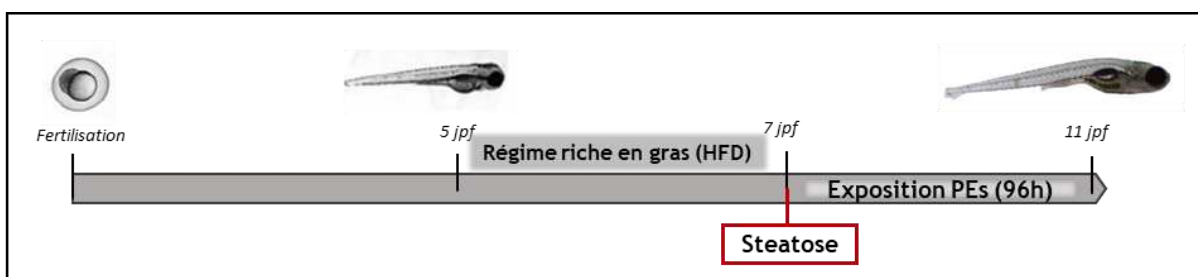 Fertilisation
5 jpf
7 jpf
11 jpf
Régime riche en gras (HFD)
Exposition PEs (96h)
Steatose